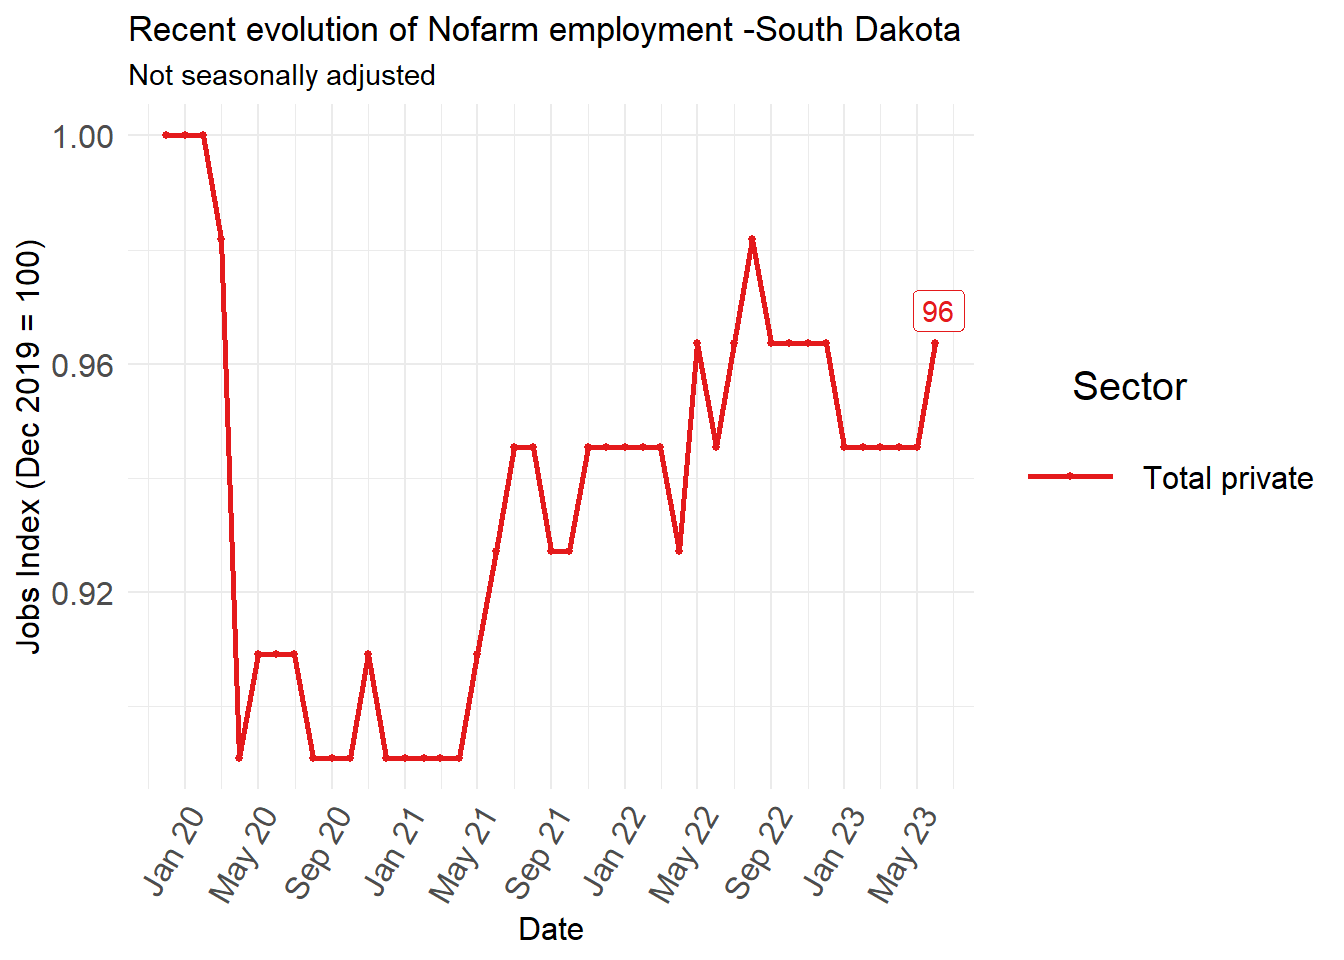 Recent evolution of Nofarm employment -South Dakota
Not seasonally adjusted
Jobs Index (Dec 2019 = 100)
1.00
0.96
0.92
96
Jan 20
May 20
Sep 20
Jan 21
May 21
Sep 21
Jan 22
May 22
Sep 22
Jan 23
May 23
Date
Sector
Total private